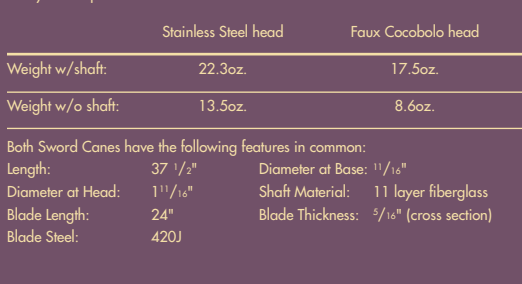 Stainless Steel head Faux Cocobolo head
Weight w/shaft: 22.3oz. 17.5oz.
Weight w/o shaft: 13.5oz. 8.6oz.
Both Sword Canes have the following features in common:
Length: 37 1/2" Diameter at Base: 11/16"
Diameter at Head: 1 11/16" Shaft Material: 11 layer fiberglass
Blade Length: 24" Blade Thickness: 5/16" (cross section)
Blade Steel: 420J